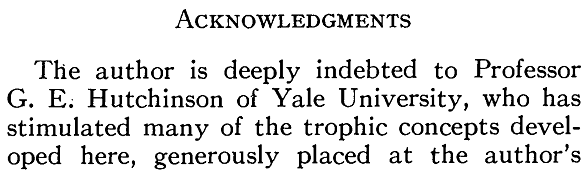 ACKNOWLEDGMENTS
The author is deeply indebted to Professor
G. E. Hutchinson of Yale University, who has
stimulated many of the trophic concepts devel-
oped here, generously placed at the author's